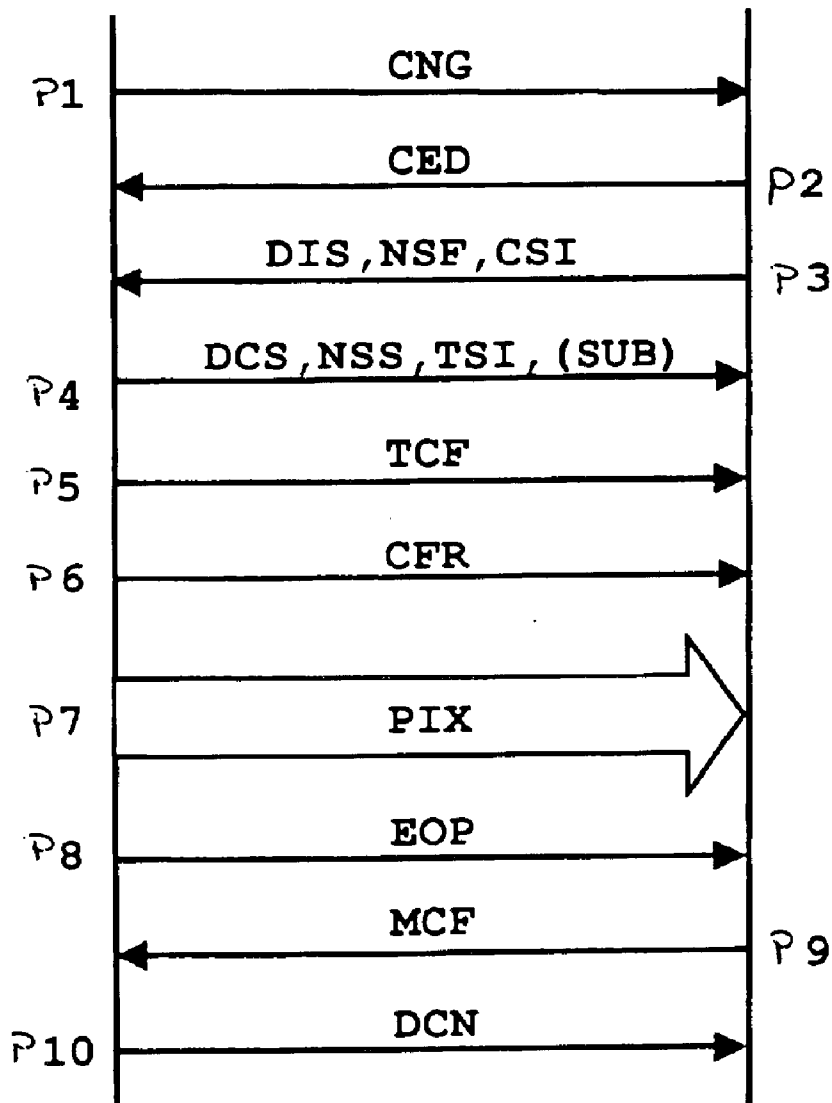 CNG
P1
CED
P2
DIS,NSF,CSI
P3
DCS,NSS,TSI,(SUB)
P4
TCF
P5
CFR
P6
P7
PIX
EOP
P8
MCF
P9
DCN
P10